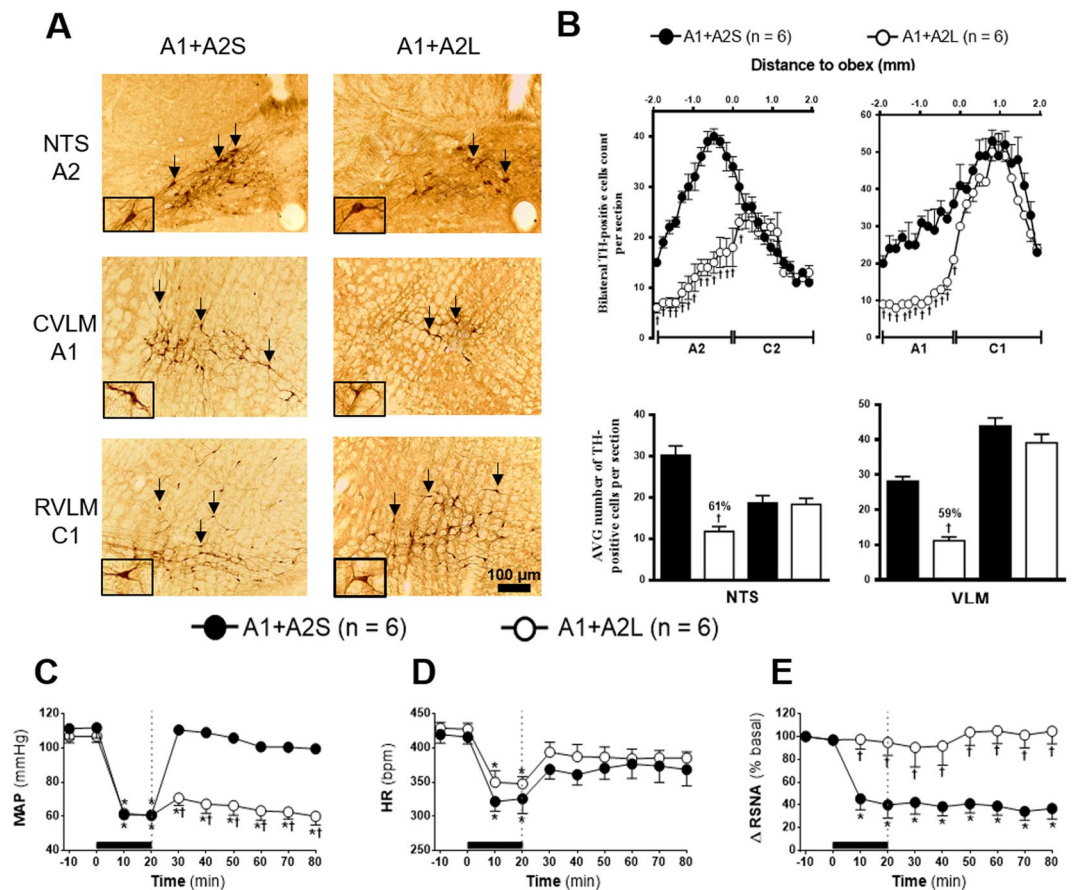 A
A1+A2S
A1+A2L
NTS
A2
CVLM
A1
RVLM
C1
100 µm
B
A1+A2S (n = 6)
A1+A2L (n = 6)
Distance to obex (mm)
-2.0 -1.0 0.0 1.0 2.0
-2.0 -1.0 0.0 1.0 2.0
Bilateral TH-positive cells count
per section
40
30
20
10
0
A2 C2
60
50
40
30
20
10
0
A1 C1
AVG number of TH-
positive cells per section
40
30
20
10
0
61%
†
NTS
50
40
30
20
10
0
59%
†
VLM
A1+A2S (n = 6)
A1+A2L (n = 6)
C
MAP (mmHg)
120
100
80
60
40
-10 0 10 20 30 40 50 60 70 80
Time (min)
D
HR (bpm)
450
400
350
300
250
-10 0 10 20 30 40 50 60 70 80
Time (min)
E
Δ RSNA (% basal)
120
100
80
60
40
20
0
-10 0 10 20 30 40 50 60 70 80
Time (min)